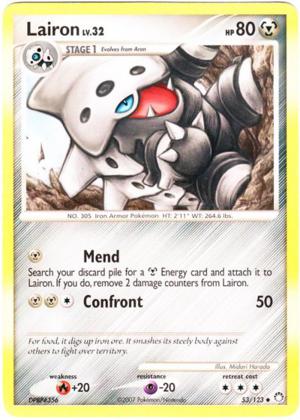 Lairon LV.32 HP 80
STAGE 1 Evolves from Aron
NO. 305 Iron Armor Pokémon HT: 2'11" WT: 264.6 lbs.
Mend
Search your discard pile for a Energy card and attach it
to Lairon. If you do, remove 2 damage counters from Lairon.
Confront 50
For food, it digs up iron ore. It smashes its steely body against
others to fight over territory.
Illus. Midori Harada
weakness resistance retreat cost
+20 -20
DPBP#356 ©2007 Pokémon/Nintendo 53/123